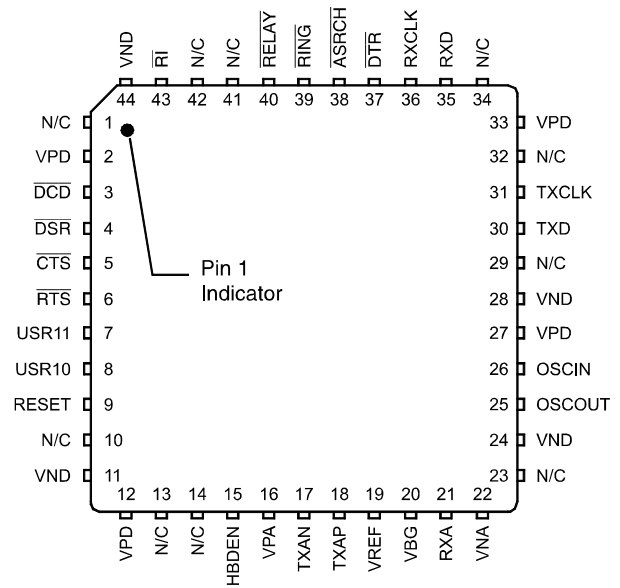 VND
RI
N/C
N/C
RELAY
RING
ASRCH
DTR
RXCLK
RXD
N/C
44 43 42 41 40 39 38 37 36 35 34
N/C 1
VPD 2
DCD 3
DSR 4
CTS 5
RTS 6
USR11 7
USR10 8
RESET 9
N/C 10
VND 11
Pin 1
Indicator
33 VPD
32 N/C
31 TXCLK
30 TXD
29 N/C
28 VND
27 VPD
26 OSCIN
25 OSCOUT
24 VND
23 N/C
12 13 14 15 16 17 18 19 20 21 22
VPD
N/C
N/C
HBDEN
VPA
TXAN
TXAP
VREF
VBG
RXA
VNA